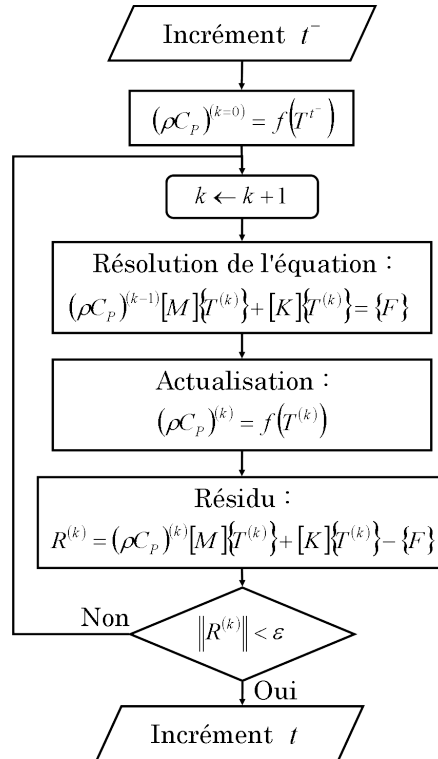 Incrément t⁻
(ρC_P)^(k=0) = f(T^t⁻)
k ← k + 1
Résolution de l'équation :
(ρC_P)^(k-1)[M]{T^(k)} + [K]{T^(k)} = {F}
Actualisation :
(ρC_P)^(k) = f(T^(k))
Résidu :
R^(k) = (ρC_P)^(k)[M]{T^(k)} + [K]{T^(k)} − {F}
Non
‖R^(k)‖ < ε
Oui
Incrément t